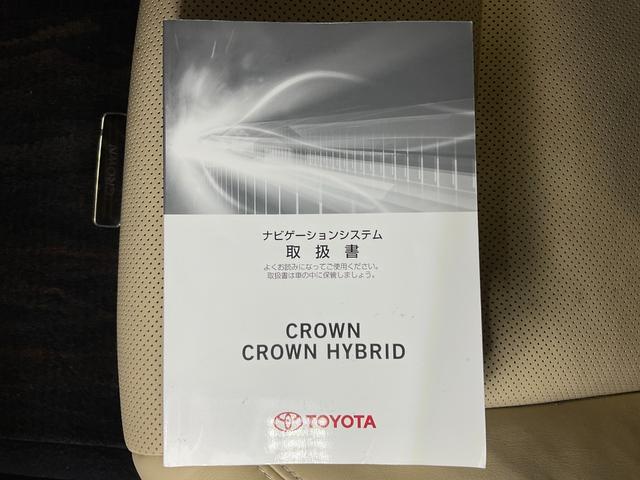 ナビゲーションシステム
取扱書
よくお読みになってご使用ください。
取扱書は車の中に保管しましょう。
CROWN
CROWN HYBRID
TOYOTA
CROWN